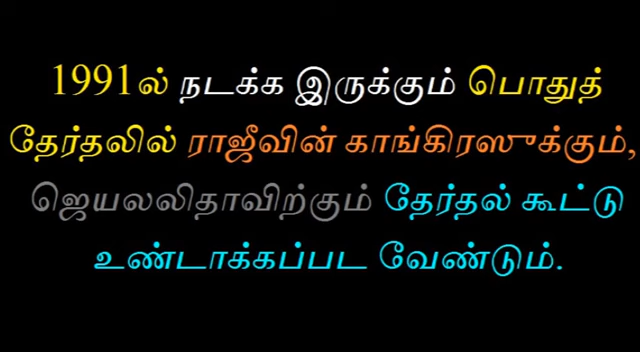 1991ல் நடக்க இருக்கும் பொதுத்
தேர்தலில் ராஜீவின் காங்கிரஸுக்கும்,
ஜெயலலிதாவிற்கும் தேர்தல் கூட்டு
உண்டாக்கப்பட வேண்டும்.